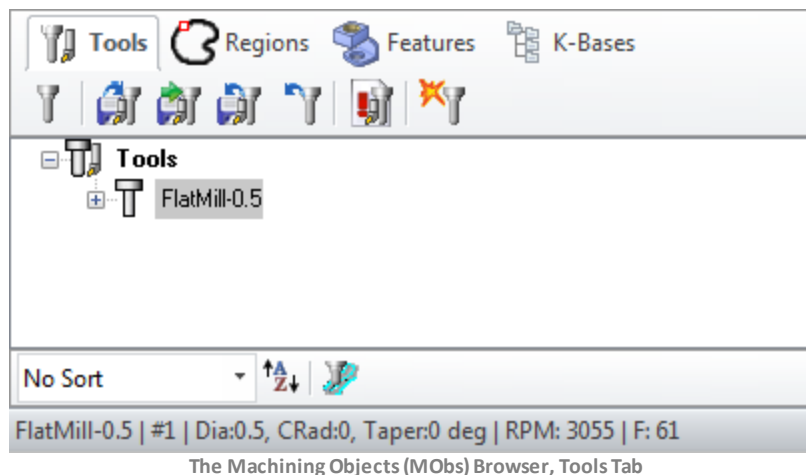 Tools Regions Features K-Bases
Tools
FlatMill-0.5
No Sort A Z
FlatMill-0.5 | #1 | Dia:0.5, CRad:0, Taper:0 deg | RPM: 3055 | F: 61
The Machining Objects (MObs) Browser, Tools Tab